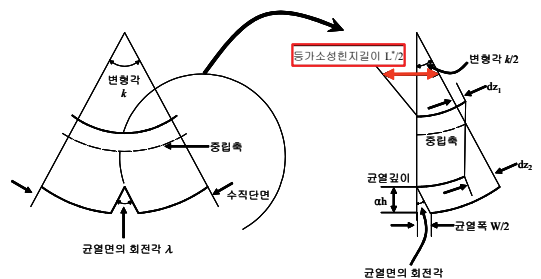 변형각
k
중립축
수직단면
균열면의 회전각 λ
등가소성힌지길이 L*/2
변형각 k/2
dz1
중립축
dz2
균열깊이
αh
균열폭 W/2
균열면의 회전각